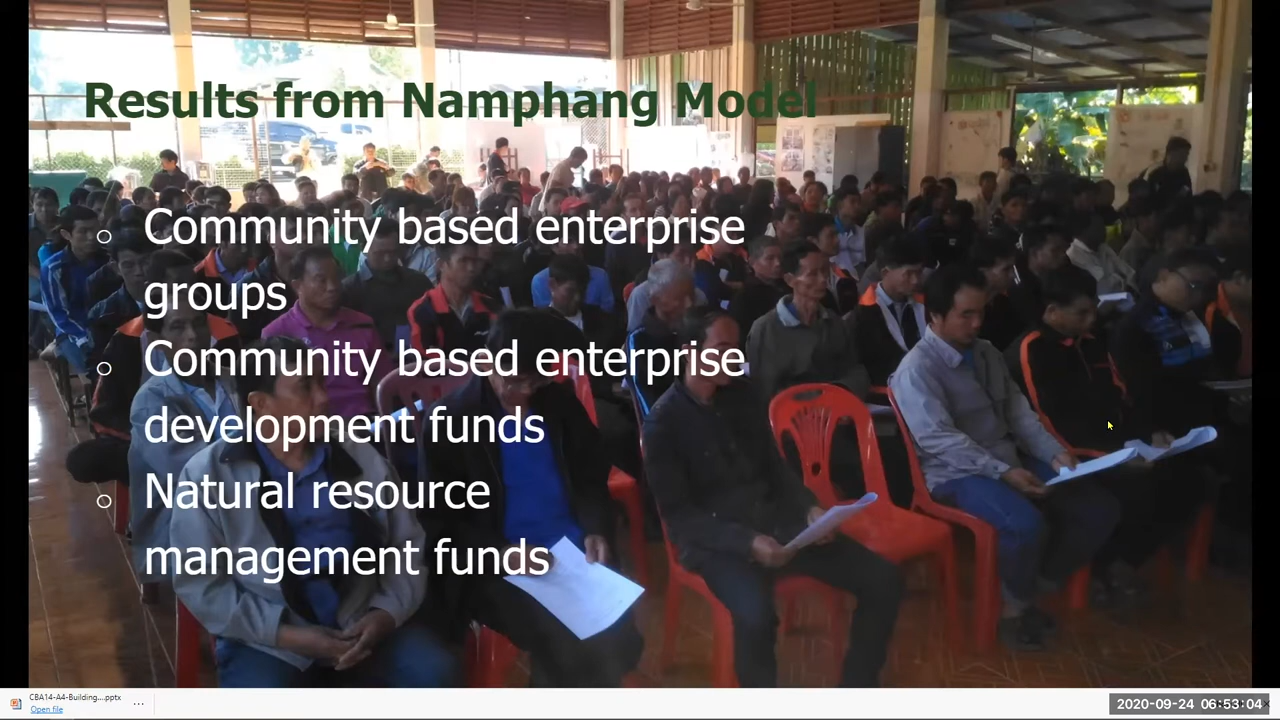 Results from Namphang Model
Community based enterprise
groups
Community based enterprise
development funds
Natural resource
management funds
CBA14-A4-Building....pptx
Open file
2020-09-24 06:53:04